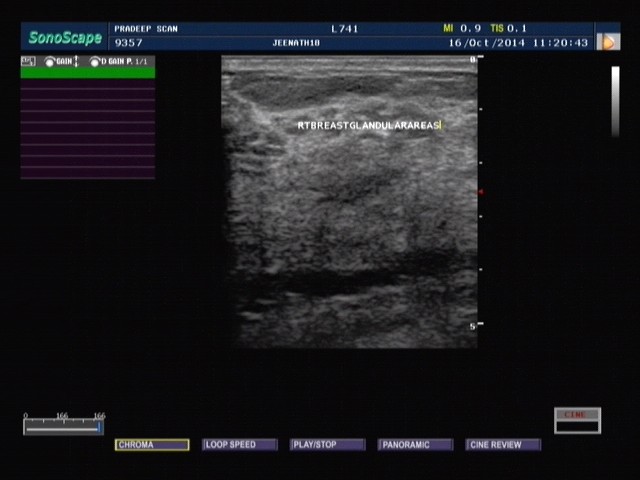 SonoScape
PRADEEP SCAN
L741
MI 0.9 TIS 0.1
9357
JEENATH18
16/Oct/2014 11:20:43
GAIN
D GAIN P. 1/1
0
RTBREASTGLANDULARAREAS
5
0 166 166
CINE
CHROMA
LOOP SPEED
PLAY/STOP
PANORAMIC
CINE REVIEW